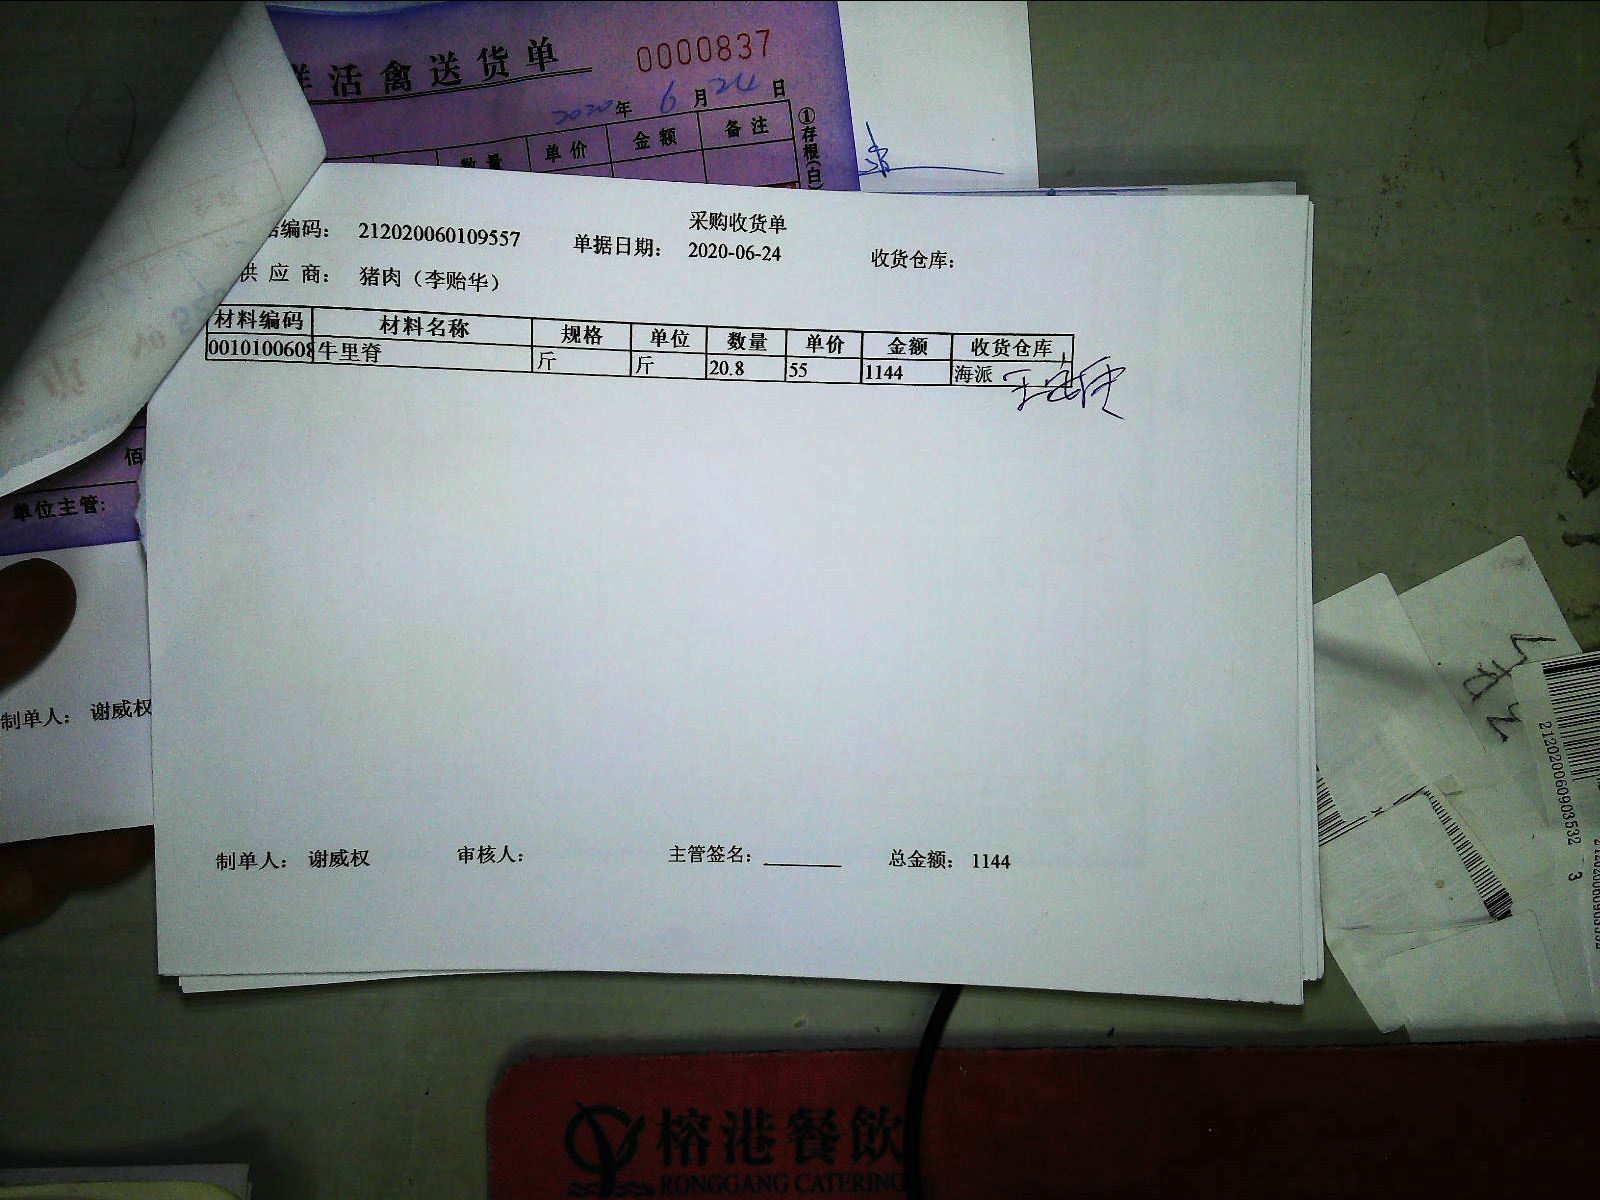 活禽送货单 0000837
2020年 6月24日
数量 单价 金额 备注
①存根(白)
采购收货单
编码： 212020060109557 单据日期： 2020-06-24 收货仓库：
供应商： 猪肉（李贻华）
材料编码 材料名称 规格 单位 数量 单价 金额 收货仓库
0010100608 牛里脊 斤 斤 20.8 55 1144 海派
佰
单位主管:
制单人： 谢威权
制单人： 谢威权 审核人： 主管签名： 总金额： 1144
212020060903532 3
榕港餐飲
RONGGANG CATERING